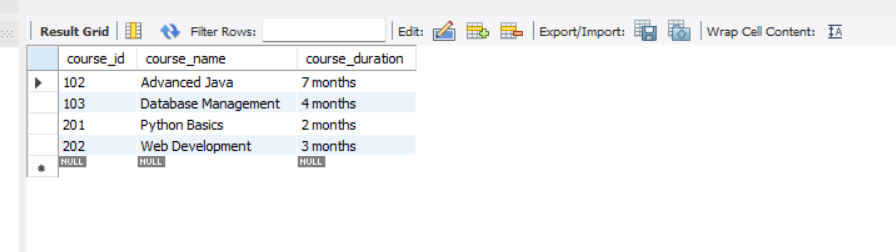 Result Grid Filter Rows: Edit: Export/Import: Wrap Cell Content: IA
course_id course_name course_duration
102 Advanced Java 7 months
103 Database Management 4 months
201 Python Basics 2 months
202 Web Development 3 months
NULL NULL NULL